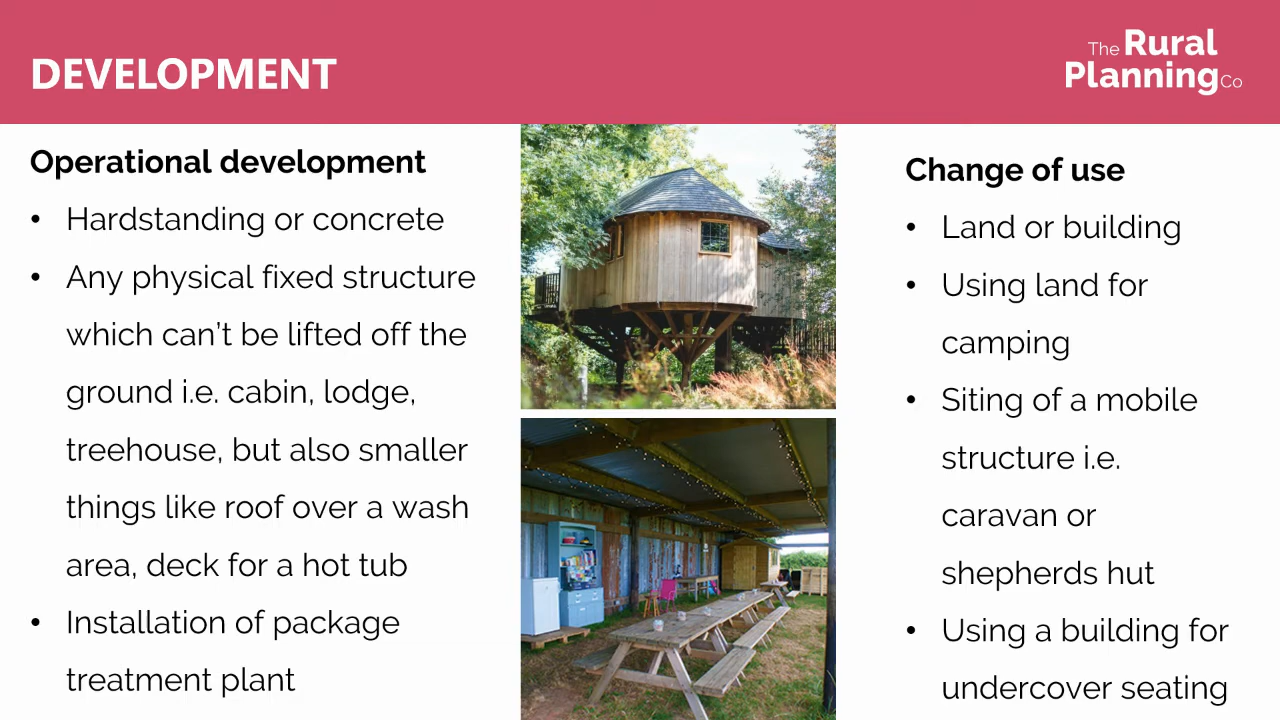 DEVELOPMENT
The Rural
Planning Co
Operational development
• Hardstanding or concrete
• Any physical fixed structure
which can't be lifted off the
ground i.e. cabin, lodge,
treehouse, but also smaller
things like roof over a wash
area, deck for a hot tub
• Installation of package
treatment plant
Change of use
• Land or building
• Using land for
camping
• Siting of a mobile
structure i.e.
caravan or
shepherds hut
• Using a building for
undercover seating